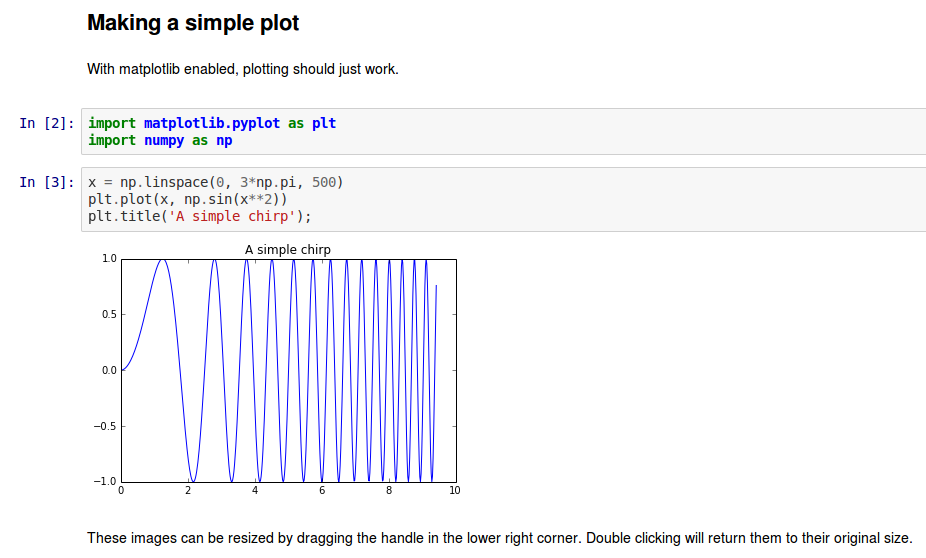 Making a simple plot
With matplotlib enabled, plotting should just work.
In [2]: import matplotlib.pyplot as plt
import numpy as np
In [3]: x = np.linspace(0, 3*np.pi, 500)
plt.plot(x, np.sin(x**2))
plt.title('A simple chirp');
A simple chirp
1.0
0.5
0.0
−0.5
−1.0
0 2 4 6 8 10
These images can be resized by dragging the handle in the lower right corner. Double clicking will return them to their original size.